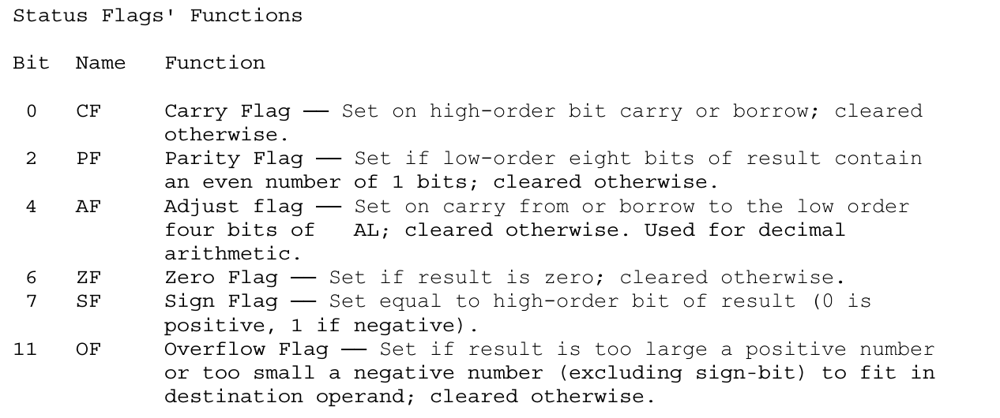 Status Flags' Functions
Bit Name Function
0 CF Carry Flag —— Set on high-order bit carry or borrow; cleared
otherwise.
2 PF Parity Flag —— Set if low-order eight bits of result contain
an even number of 1 bits; cleared otherwise.
4 AF Adjust flag —— Set on carry from or borrow to the low order
four bits of AL; cleared otherwise. Used for decimal
arithmetic.
6 ZF Zero Flag —— Set if result is zero; cleared otherwise.
7 SF Sign Flag —— Set equal to high-order bit of result (0 is
positive, 1 if negative).
11 OF Overflow Flag —— Set if result is too large a positive number
or too small a negative number (excluding sign-bit) to fit in
destination operand; cleared otherwise.